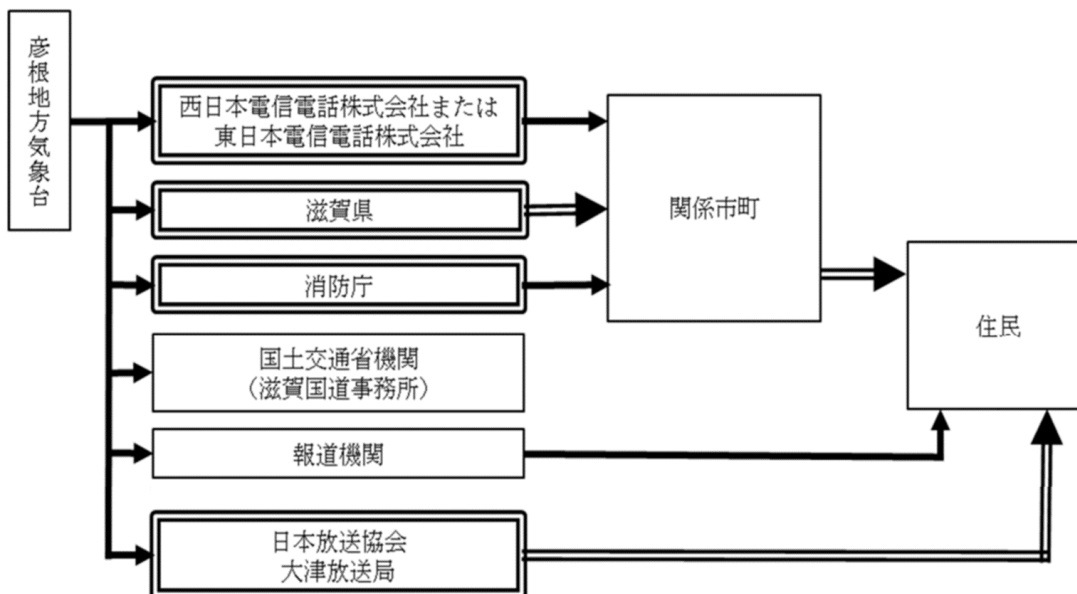 彦根地方気象台
西日本電信電話株式会社または
東日本電信電話株式会社
滋賀県
消防庁
国土交通省機関
（滋賀国道事務所）
報道機関
日本放送協会
大津放送局
関係市町
住民